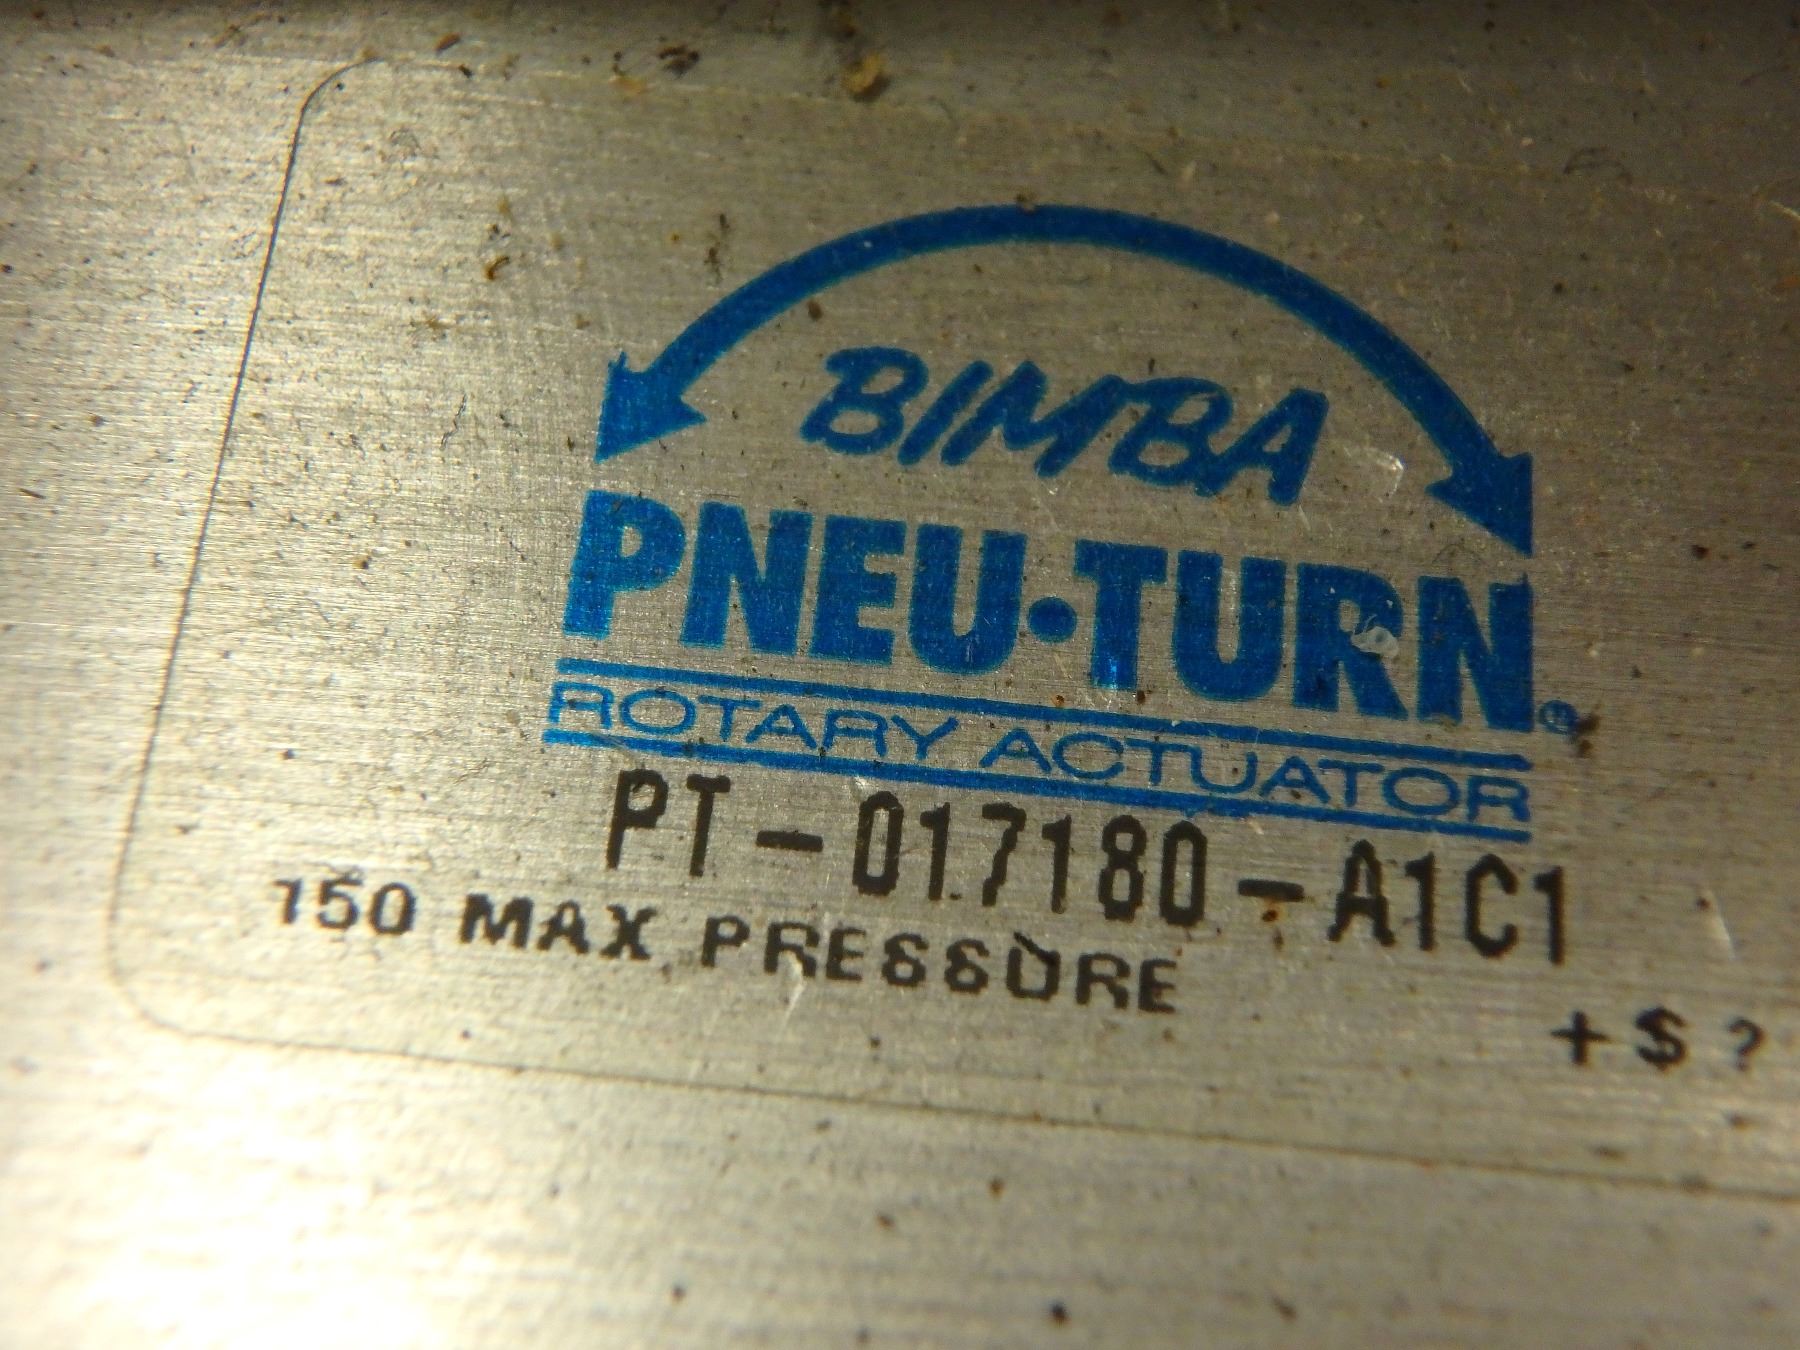 BIMBA
PNEU·TURN®
ROTARY ACTUATOR
PT-017180-A1C1
150 MAX PRESSURE
+ $ ?